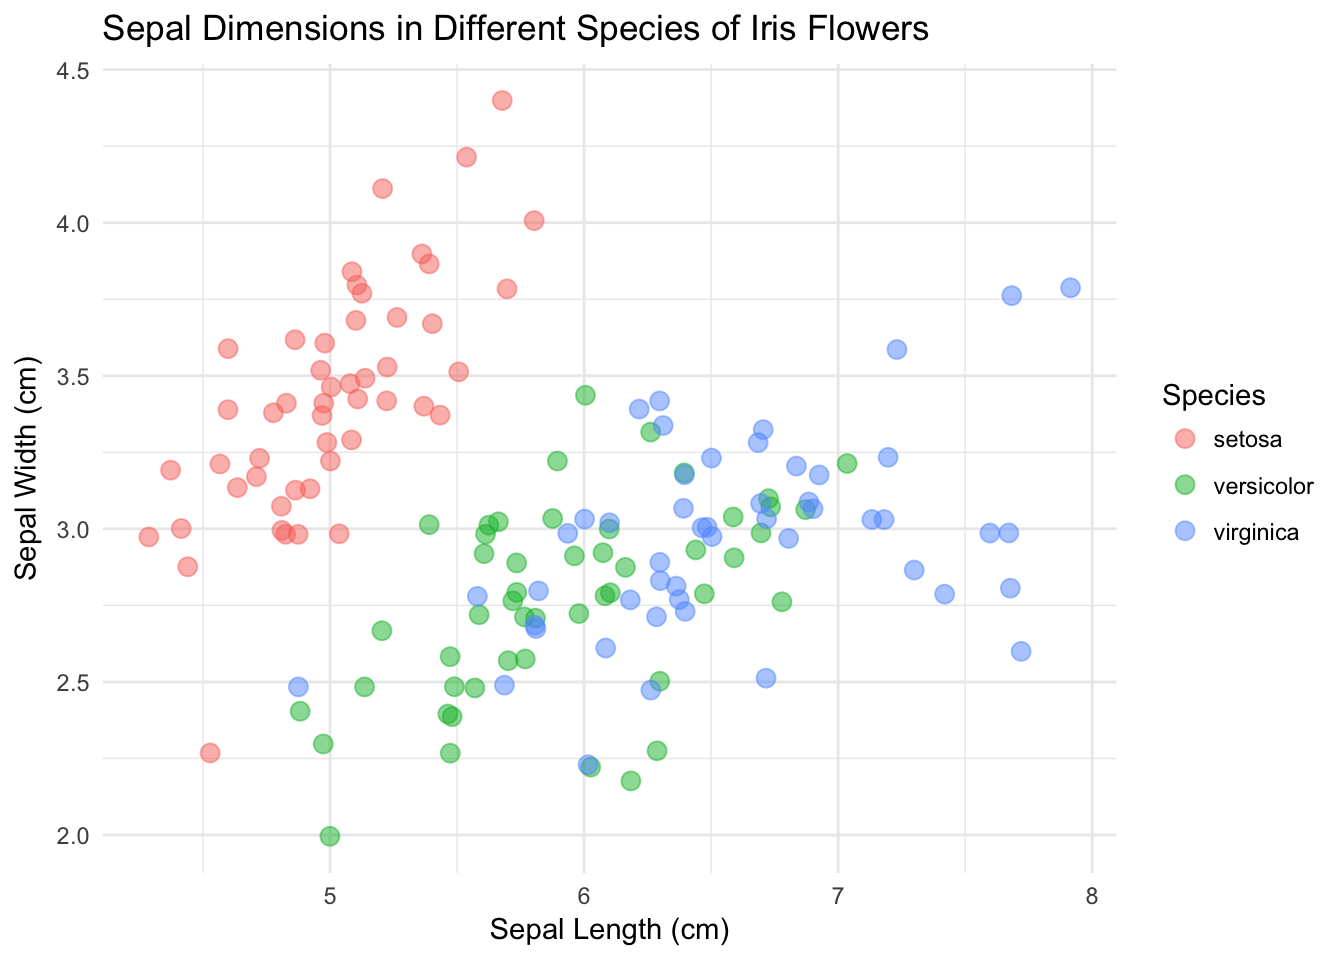 Sepal Dimensions in Different Species of Iris Flowers
4.5
4.0
3.5
3.0
2.5
2.0
Sepal Width (cm)
5 6 7 8
Sepal Length (cm)
Species
setosa
versicolor
virginica